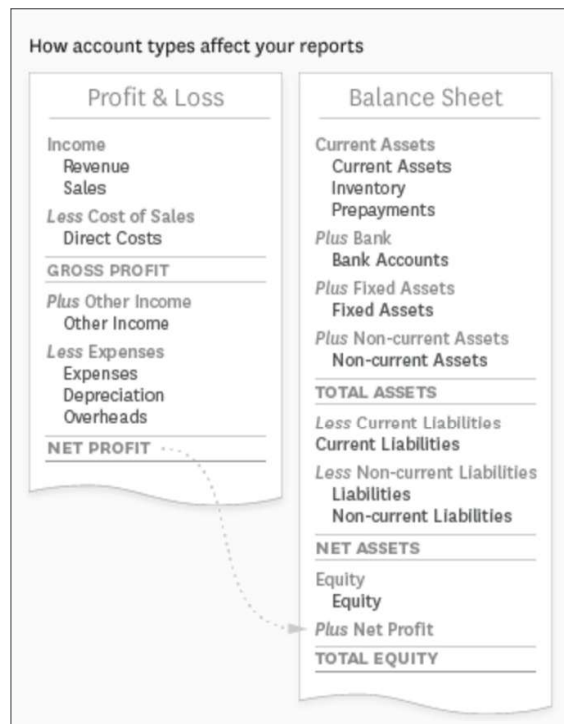 How account types affect your reports
Profit & Loss
Income
Revenue
Sales
Less Cost of Sales
Direct Costs
GROSS PROFIT
Plus Other Income
Other Income
Less Expenses
Expenses
Depreciation
Overheads
NET PROFIT
Balance Sheet
Current Assets
Current Assets
Inventory
Prepayments
Plus Bank
Bank Accounts
Plus Fixed Assets
Fixed Assets
Plus Non-current Assets
Non-current Assets
TOTAL ASSETS
Less Current Liabilities
Current Liabilities
Less Non-current Liabilities
Liabilities
Non-current Liabilities
NET ASSETS
Equity
Equity
Plus Net Profit
TOTAL EQUITY